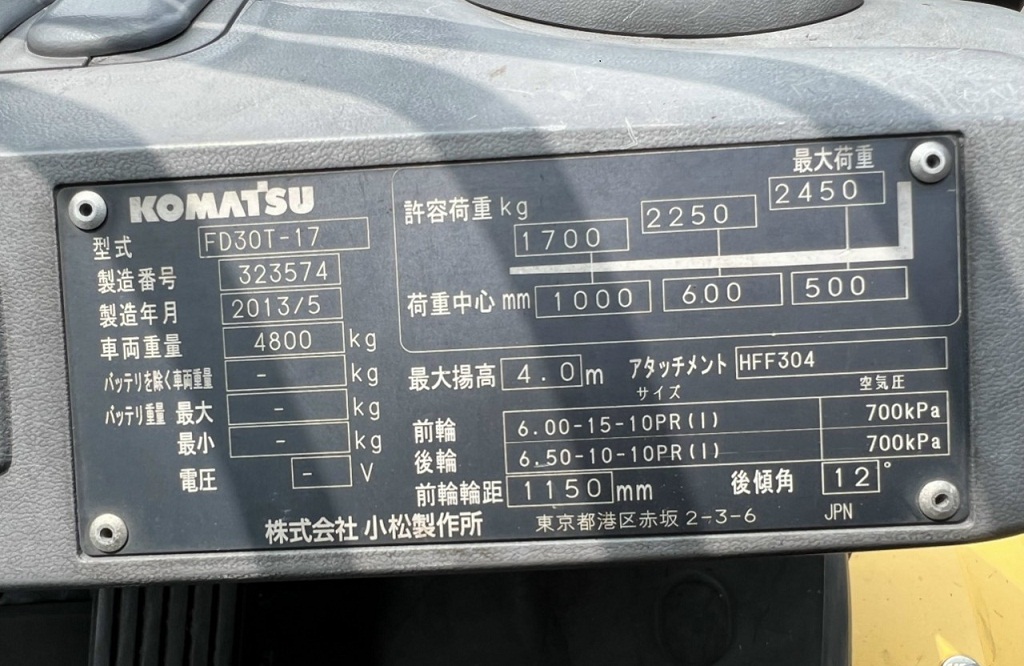 KOMATSU
型式 FD30T-17
製造番号 323574
製造年月 2013/5
車両重量 4800 kg
バッテリを除く車両重量 - kg
バッテリ重量 最大 - kg
最小 - kg
電圧 - V
最大荷重
許容荷重 kg 1700 2250 2450
荷重中心 mm 1000 600 500
最大揚高 4.0 m アタッチメント HFF304
サイズ 空気圧
前輪 6.00-15-10PR(I) 700kPa
後輪 6.50-10-10PR(I) 700kPa
前輪輪距 1150 mm 後傾角 12°
株式会社 小松製作所 東京都港区赤坂2-3-6 JPN